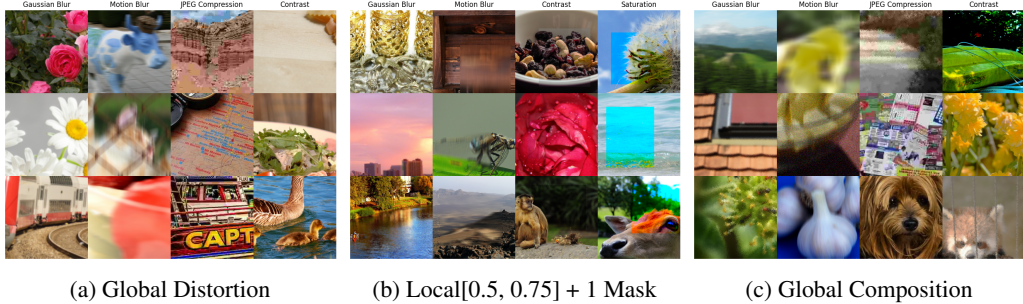 Gaussian Blur Motion Blur JPEG Compression Contrast
Gaussian Blur Motion Blur Contrast Saturation
Gaussian Blur Motion Blur JPEG Compression Contrast
CAPT
(a) Global Distortion
(b) Local[0.5, 0.75] + 1 Mask
(c) Global Composition